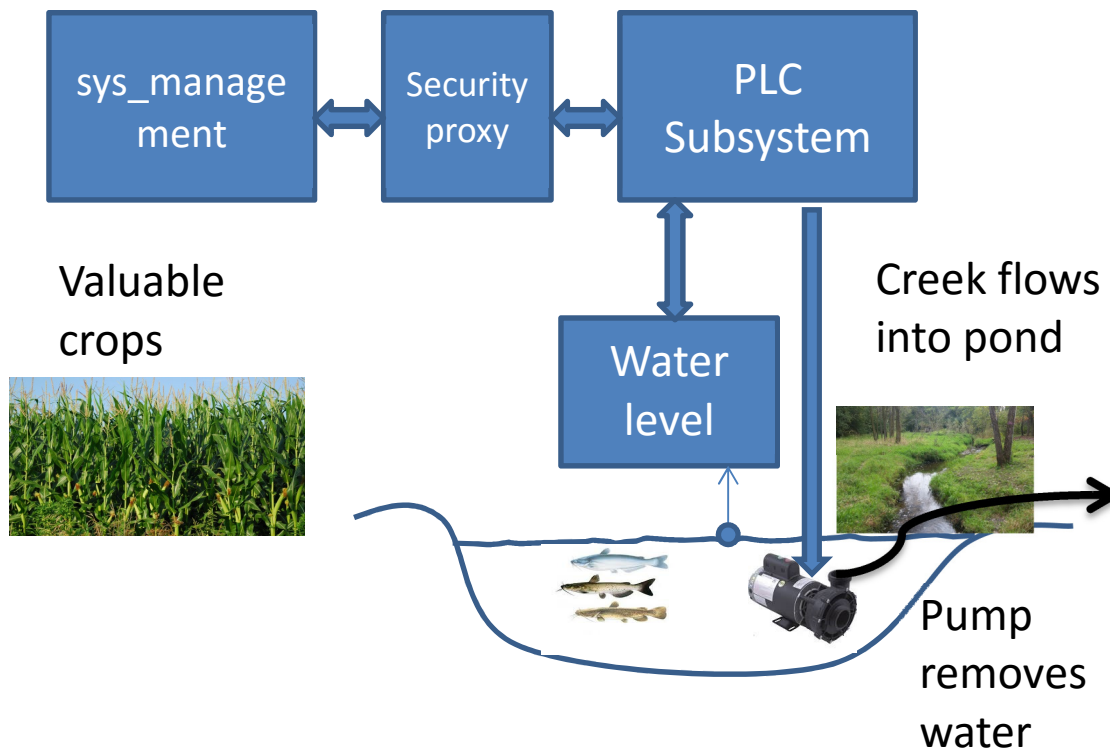 sys_manage
ment
Security
proxy
PLC
Subsystem
Valuable
crops
Water
level
Creek flows
into pond
Pump
removes
water